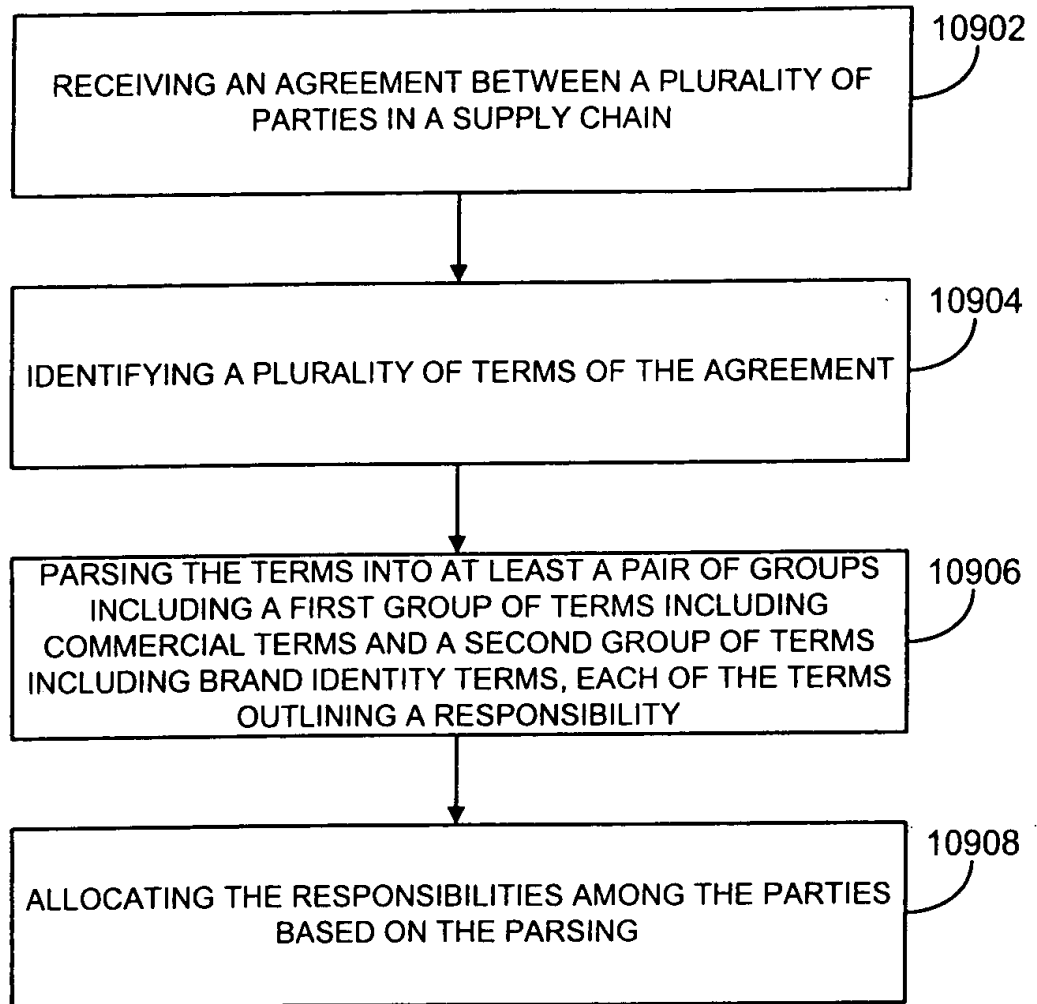 10902
RECEIVING AN AGREEMENT BETWEEN A PLURALITY OF
PARTIES IN A SUPPLY CHAIN
10904
IDENTIFYING A PLURALITY OF TERMS OF THE AGREEMENT
10906
PARSING THE TERMS INTO AT LEAST A PAIR OF GROUPS
INCLUDING A FIRST GROUP OF TERMS INCLUDING
COMMERCIAL TERMS AND A SECOND GROUP OF TERMS
INCLUDING BRAND IDENTITY TERMS, EACH OF THE TERMS
OUTLINING A RESPONSIBILITY
10908
ALLOCATING THE RESPONSIBILITIES AMONG THE PARTIES
BASED ON THE PARSING